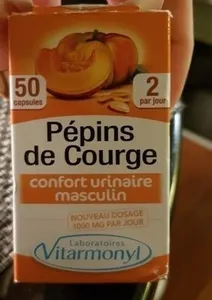 50
capsules
2
par jour
Pépins
de Courge
confort urinaire
masculin
NOUVEAU DOSAGE
1000 MG PAR JOUR
Laboratoires
Vitarmonyl